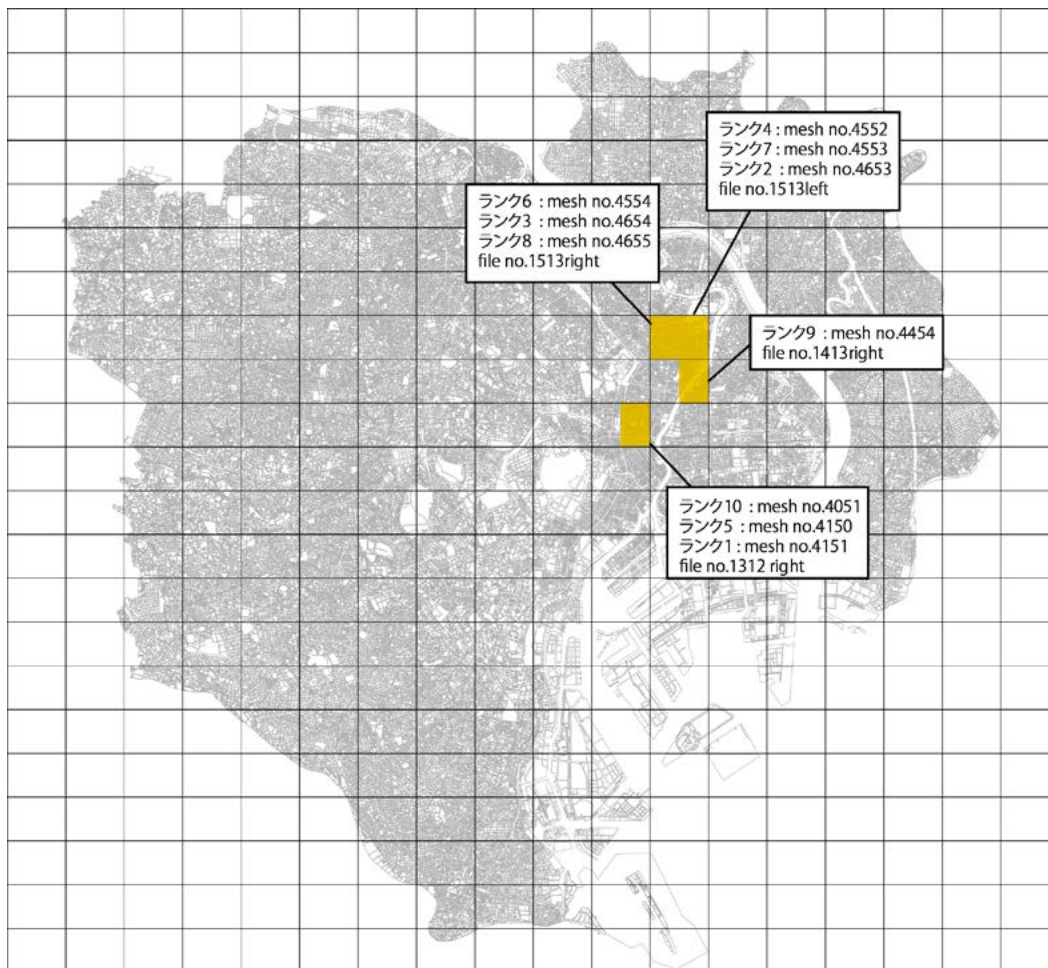 ランク4 : mesh no.4552
ランク7 : mesh no.4553
ランク2 : mesh no.4653
file no.1513left
ランク6 : mesh no.4554
ランク3 : mesh no.4654
ランク8 : mesh no.4655
file no.1513right
ランク9 : mesh no.4454
file no.1413right
ランク10 : mesh no.4051
ランク5 : mesh no.4150
ランク1 : mesh no.4151
file no.1312 right